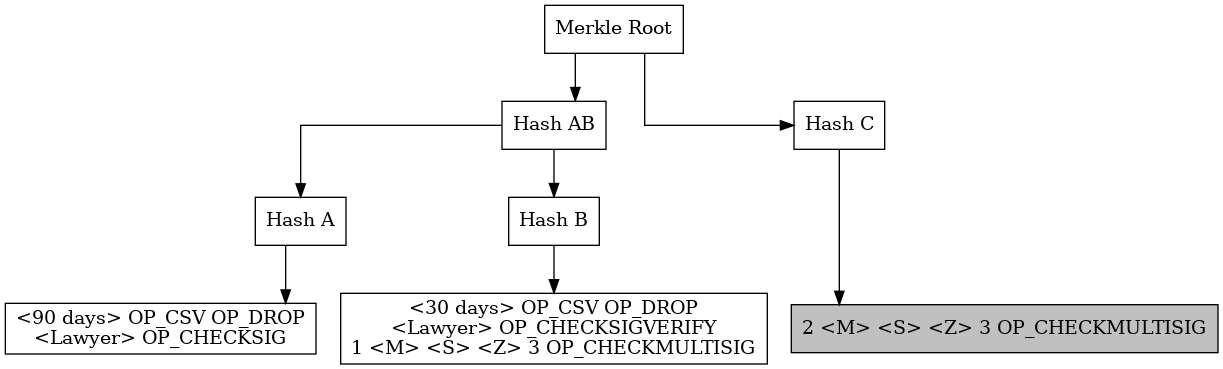 Merkle Root
Hash AB
Hash C
Hash A
Hash B
<90 days> OP_CSV OP_DROP
<Lawyer> OP_CHECKSIG
<30 days> OP_CSV OP_DROP
<Lawyer> OP_CHECKSIGVERIFY
1 <M> <S> <Z> 3 OP_CHECKMULTISIG
2 <M> <S> <Z> 3 OP_CHECKMULTISIG